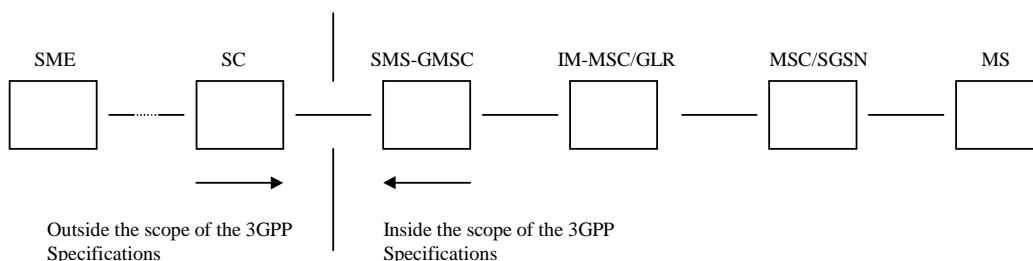 SME SC SMS-GMSC IM-MSC/GLR MSC/SGSN MS
Outside the scope of the 3GPP
Specifications
Inside the scope of the 3GPP
Specifications